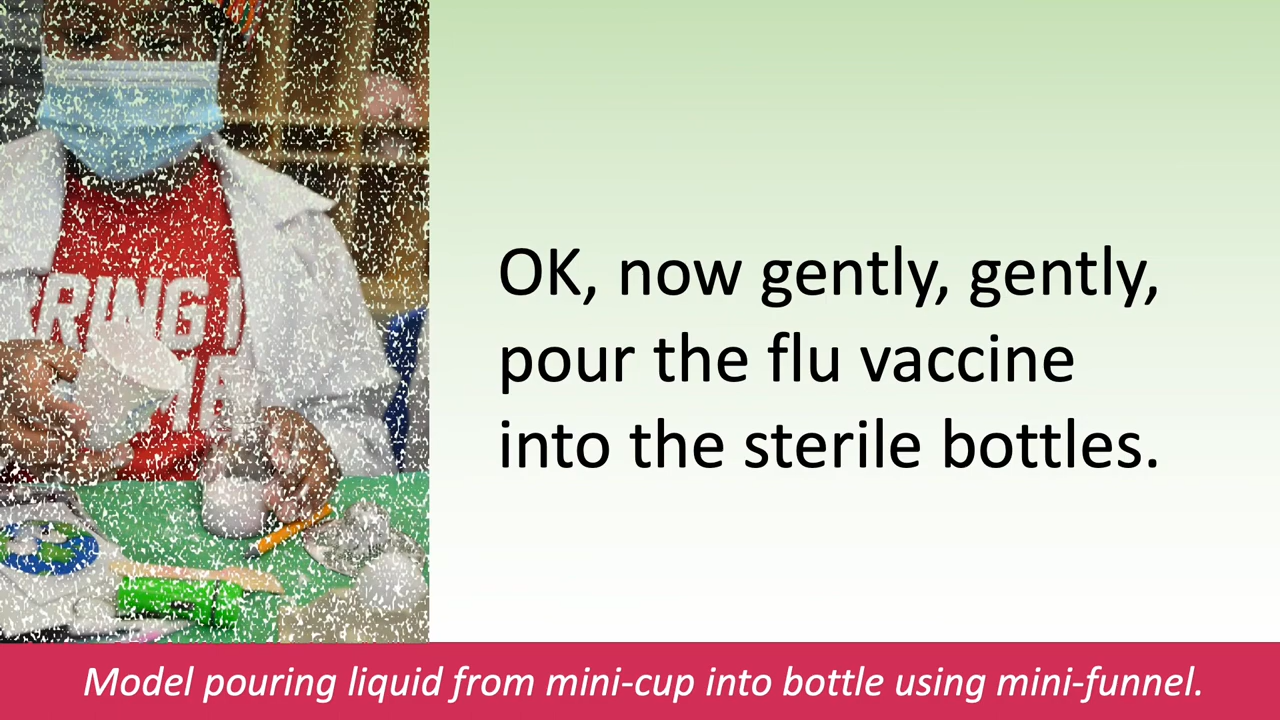 OK, now gently, gently,
pour the flu vaccine
into the sterile bottles.
Model pouring liquid from mini-cup into bottle using mini-funnel.